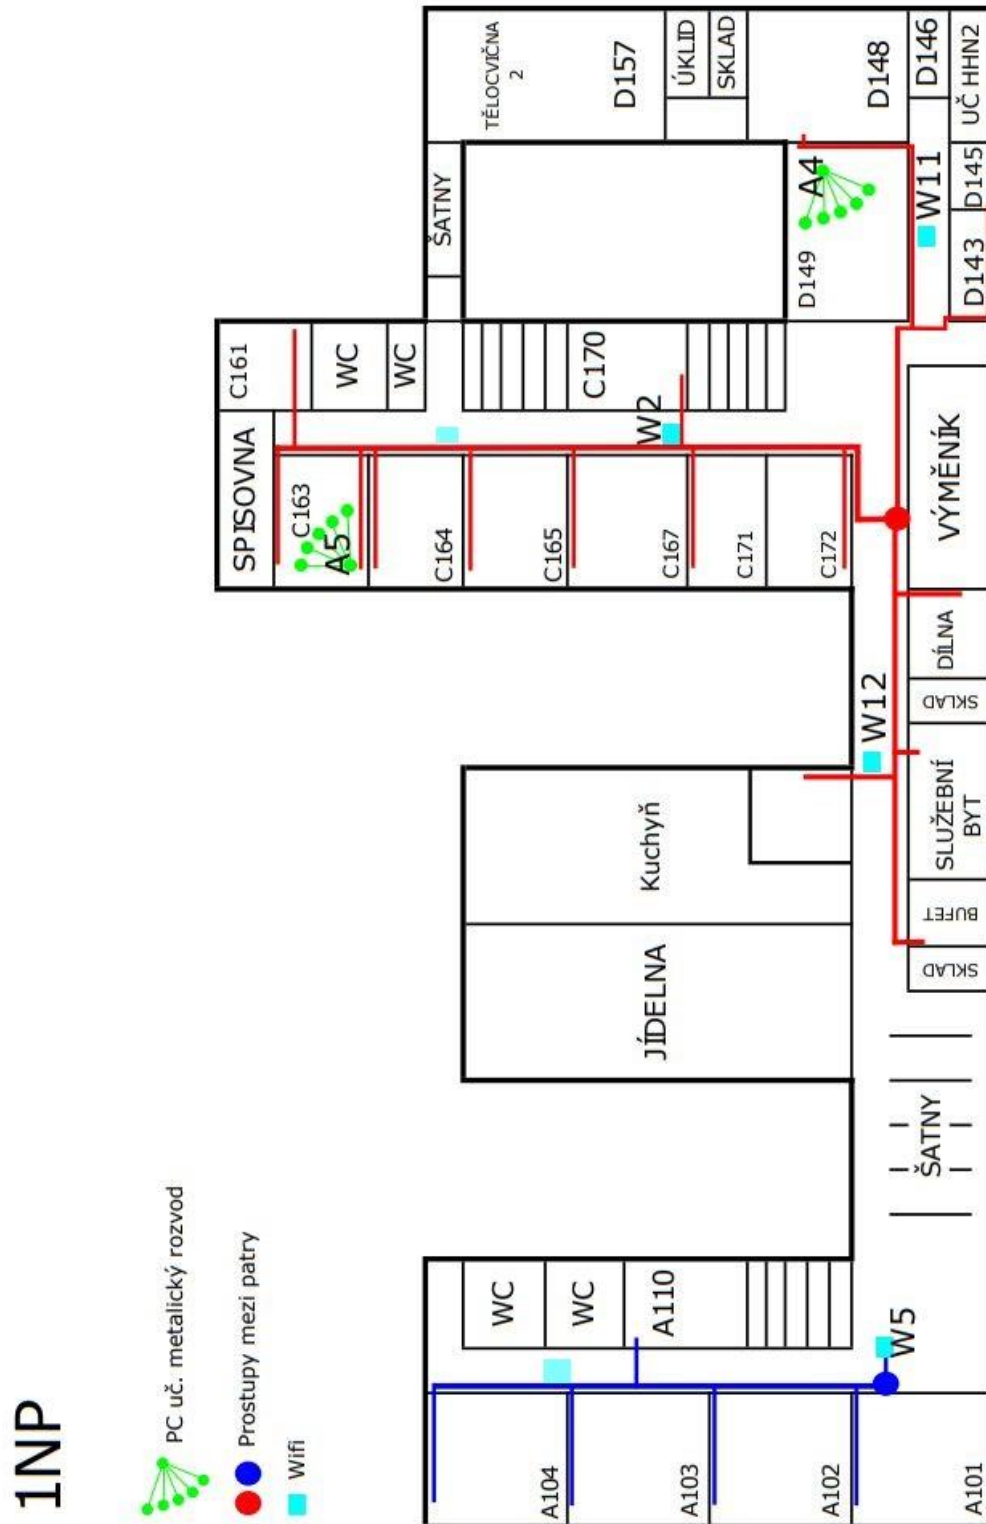 1NP
PC uč. metalický rozvod
Prostupy mezi patry
Wifi
SPISOVNA
C161
C163
A5
WC
WC
C164
C165
C167
C171
C172
W2
C170
ŠATNY
TĚLOCVIČNA
2
D157
ÚKLID
SKLAD
D148
D146
UČ HHN2
A4
D149
W11
D145
D143
VÝMĚNÍK
DÍLNA
SKLAD
SLUŽEBNÍ
BYT
BUFET
SKLAD
W12
Kuchyň
JÍDELNA
ŠATNY
WC
WC
A110
W5
A104
A103
A102
A101